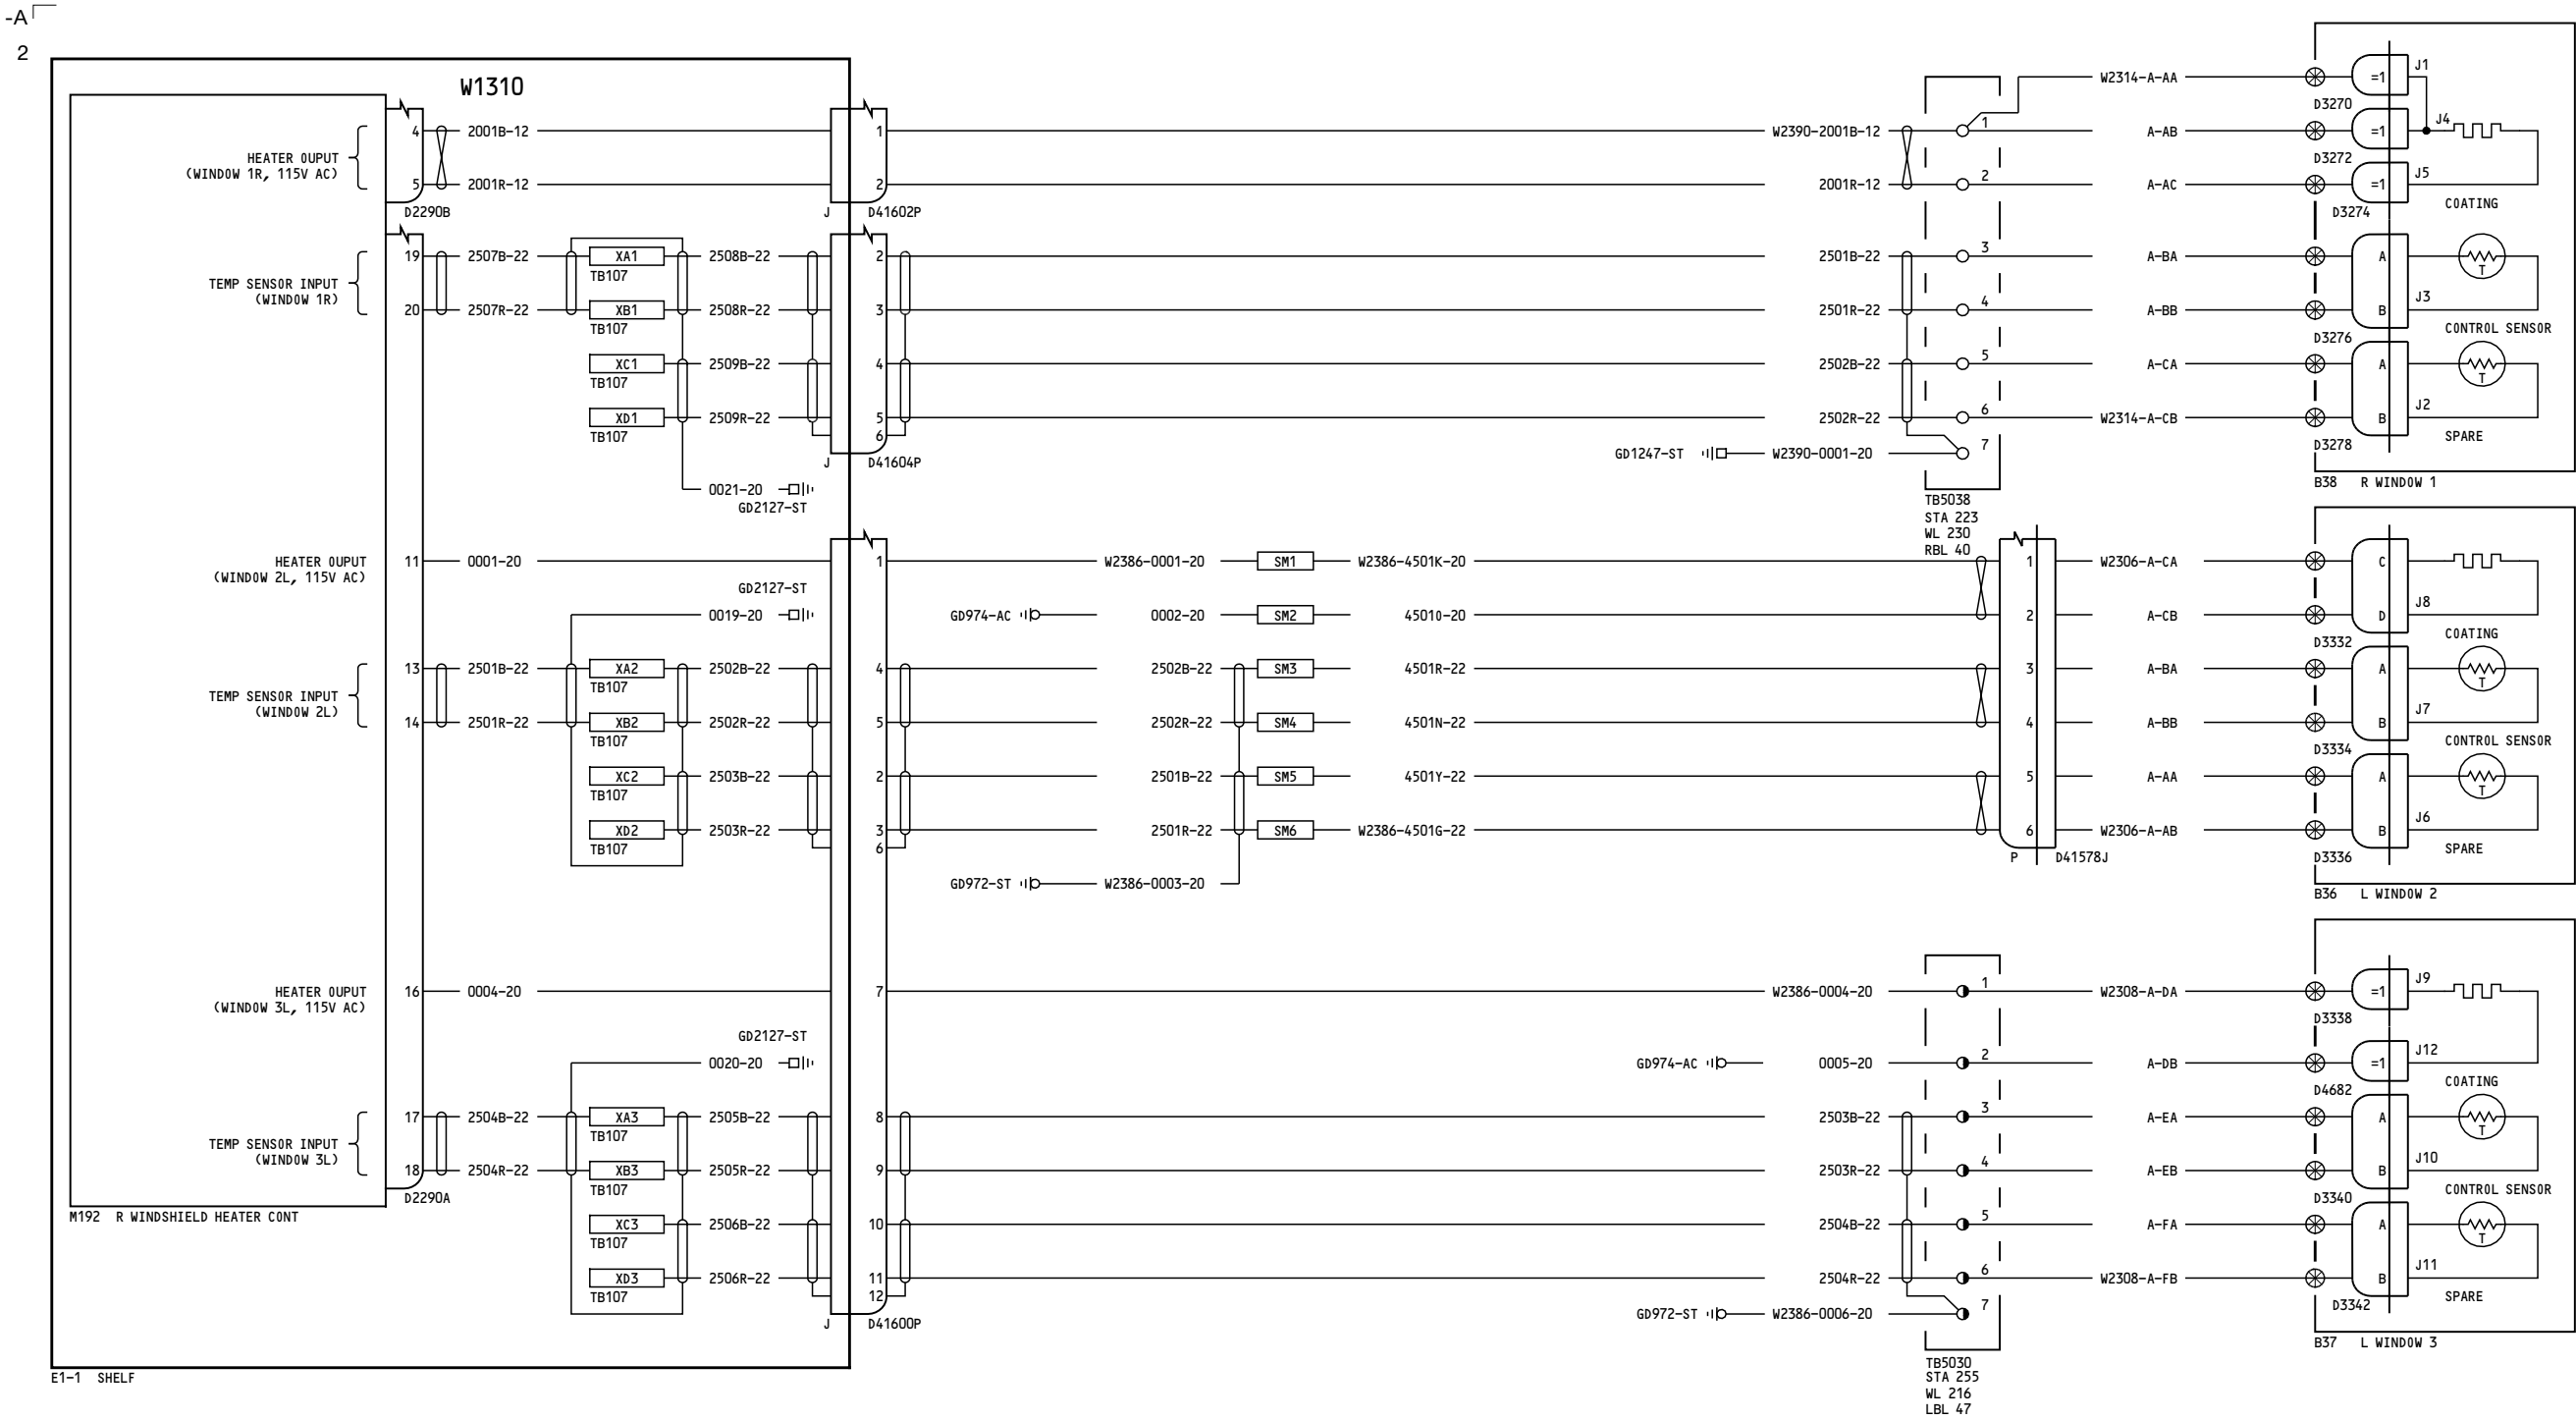 -A
2
W1310
HEATER OUPUT
(WINDOW 1R, 115V AC)
4
2001B-12
5
2001R-12
D2290B
1
2
J
D41602P
W2390-2001B-12
2001R-12
1
2
W2314-A-AA
A-AB
A-AC
=1
J1
D3270
=1
J4
D3272
=1
J5
D3274
COATING
TEMP SENSOR INPUT
(WINDOW 1R)
19
2507B-22
XA1
TB107
2508B-22
2
2501B-22
3
A-BA
A
T
20
2507R-22
XB1
TB107
2508R-22
3
2501R-22
4
A-BB
B
J3
D3276
CONTROL SENSOR
XC1
TB107
2509B-22
4
2502B-22
5
A-CA
A
T
XD1
TB107
2509R-22
5
6
2502R-22
6
W2314-A-CB
B
J2
D3278
SPARE
J
D41604P
GD1247-ST
W2390-0001-20
7
0021-20
GD2127-ST
TB5038
STA 223
WL 230
RBL 40
B38 R WINDOW 1
HEATER OUPUT
(WINDOW 2L, 115V AC)
11
0001-20
1
W2386-0001-20
SM1
W2386-4501K-20
1
W2306-A-CA
C
GD2127-ST
0019-20
GD974-AC
0002-20
SM2
45010-20
2
A-CB
D
J8
D3332
COATING
TEMP SENSOR INPUT
(WINDOW 2L)
13
2501B-22
XA2
TB107
2502B-22
4
2502B-22
SM3
4501R-22
3
A-BA
A
T
14
2501R-22
XB2
TB107
2502R-22
5
2502R-22
SM4
4501N-22
4
A-BB
B
J7
D3334
CONTROL SENSOR
XC2
TB107
2503B-22
2
2501B-22
SM5
4501Y-22
5
A-AA
A
T
XD2
TB107
2503R-22
3
6
2501R-22
SM6
W2386-4501G-22
6
W2306-A-AB
B
J6
D3336
SPARE
P
D41578J
GD972-ST
W2386-0003-20
B36 L WINDOW 2
HEATER OUPUT
(WINDOW 3L, 115V AC)
16
0004-20
7
W2386-0004-20
1
W2308-A-DA
=1
J9
D3338
GD2127-ST
0020-20
GD974-AC
0005-20
2
A-DB
=1
J12
D4682
COATING
TEMP SENSOR INPUT
(WINDOW 3L)
17
2504B-22
XA3
TB107
2505B-22
8
2503B-22
3
A-EA
A
T
18
2504R-22
XB3
TB107
2505R-22
9
2503R-22
4
A-EB
B
J10
D3340
CONTROL SENSOR
D2290A
M192 R WINDSHIELD HEATER CONT
XC3
TB107
2506B-22
10
2504B-22
5
A-FA
A
T
XD3
TB107
2506R-22
11
12
2504R-22
6
W2308-A-FB
B
J11
D3342
SPARE
J
D41600P
GD972-ST
W2386-0006-20
7
B37 L WINDOW 3
E1-1 SHELF
TB5030
STA 255
WL 216
LBL 47